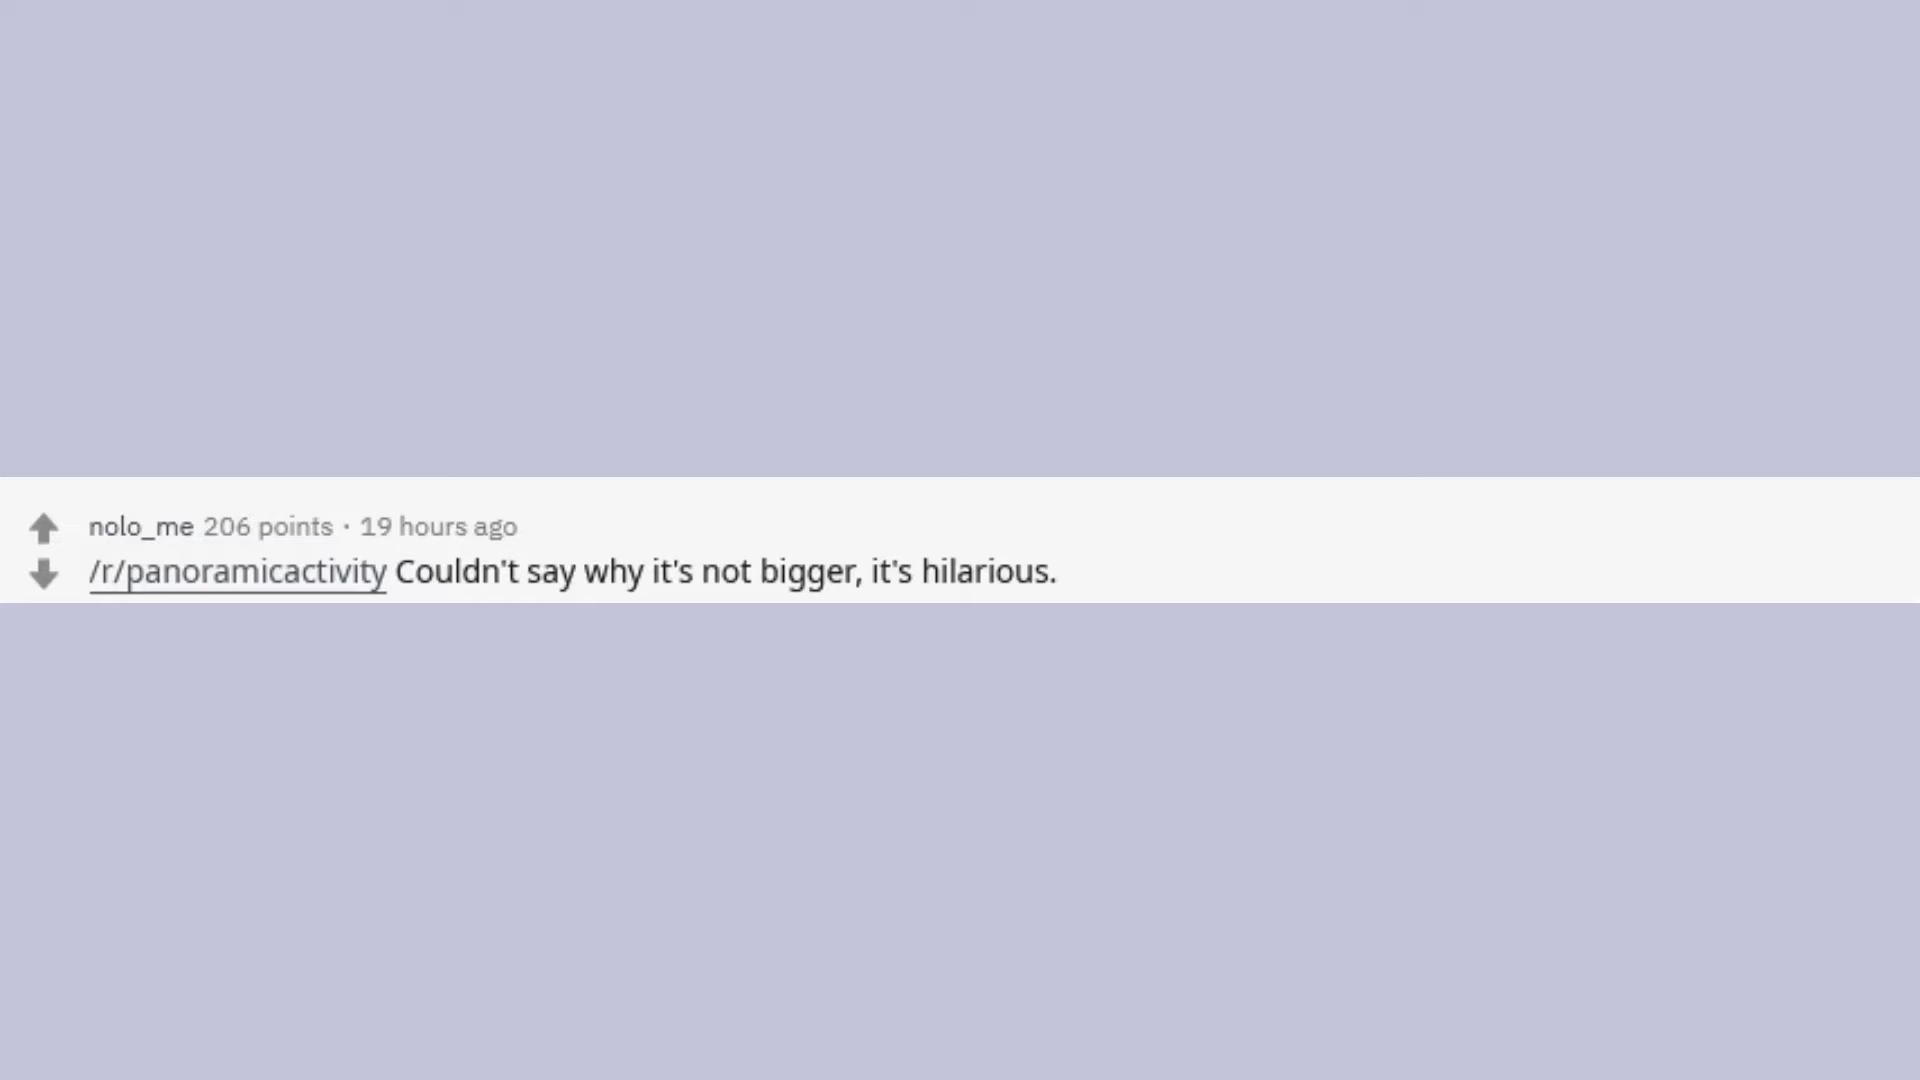 nolo_me 206 points · 19 hours ago
/r/panoramicactivity Couldn't say why it's not bigger, it's hilarious.